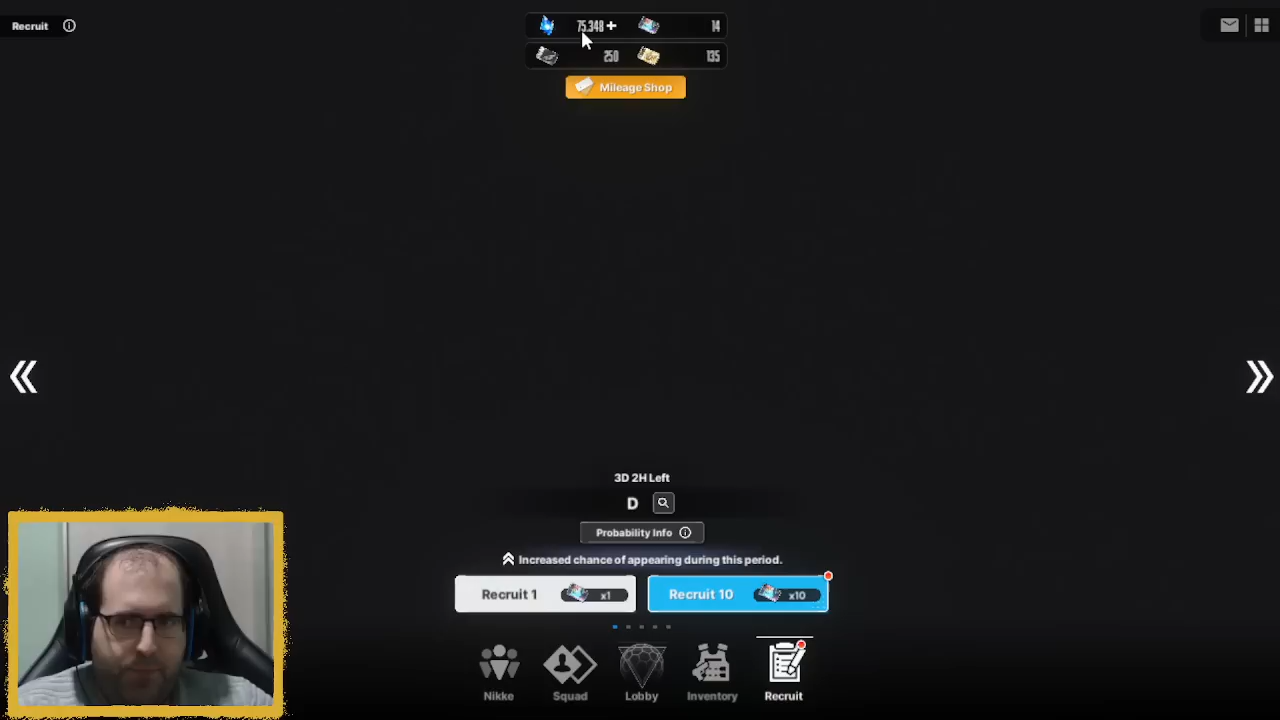 Recruit
75.348 + 14
250 135
Mileage Shop
3D 2H Left
D
Probability Info
Increased chance of appearing during this period.
Recruit 1 x1
Recruit 10 x10
Nikke Squad Lobby Inventory Recruit